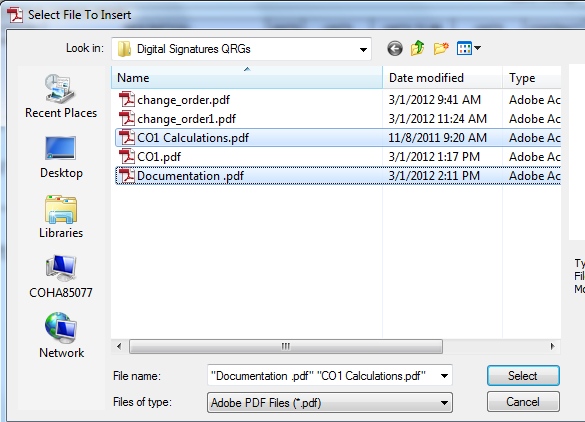 Select File To Insert
Look in: Digital Signatures QRGs
Name Date modified Type
change_order.pdf 3/1/2012 9:41 AM Adobe Ac
change_order1.pdf 3/1/2012 11:24 AM Adobe Ac
CO1 Calculations.pdf 11/8/2011 9:20 AM Adobe Ac
CO1.pdf 3/1/2012 1:17 PM Adobe Ac
Documentation .pdf 3/1/2012 2:11 PM Adobe Ac
Recent Places
Desktop
Libraries
COHA85077
Network
Ty
File
Mo
File name: "Documentation .pdf" "CO1 Calculations.pdf" Select
Files of type: Adobe PDF Files (*.pdf) Cancel